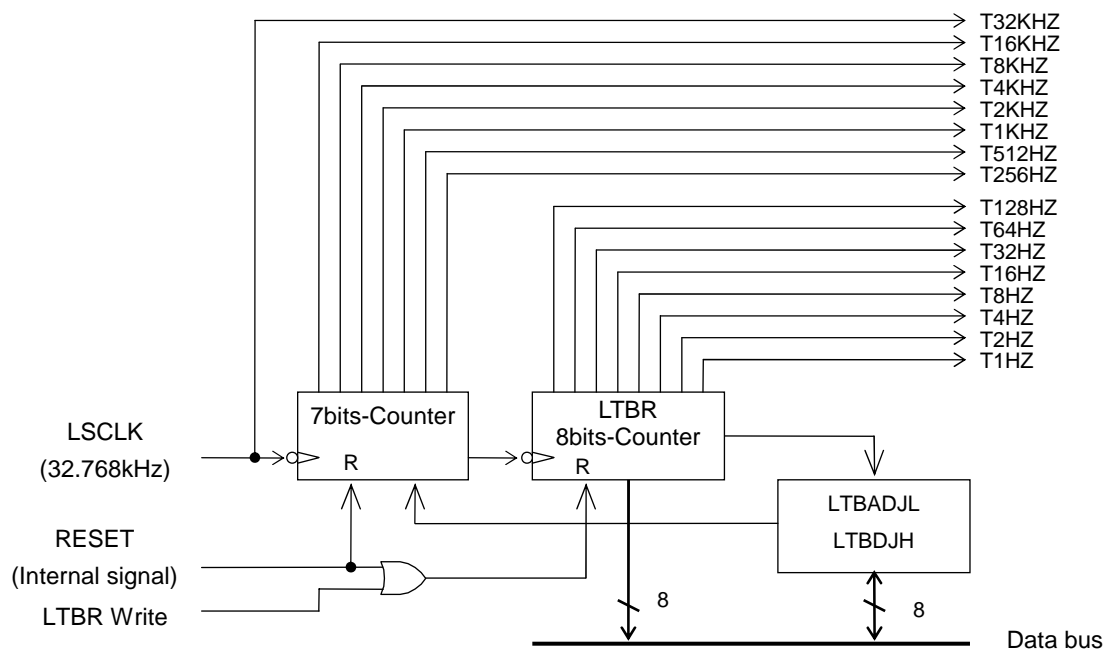 T32KHZ
T16KHZ
T8KHZ
T4KHZ
T2KHZ
T1KHZ
T512HZ
T256HZ
T128HZ
T64HZ
T32HZ
T16HZ
T8HZ
T4HZ
T2HZ
T1HZ
7bits-Counter
R
LTBR
8bits-Counter
R
LSCLK
(32.768kHz)
LTBADJL
LTBDJH
RESET
(Internal signal)
LTBR Write
8
8
Data bus